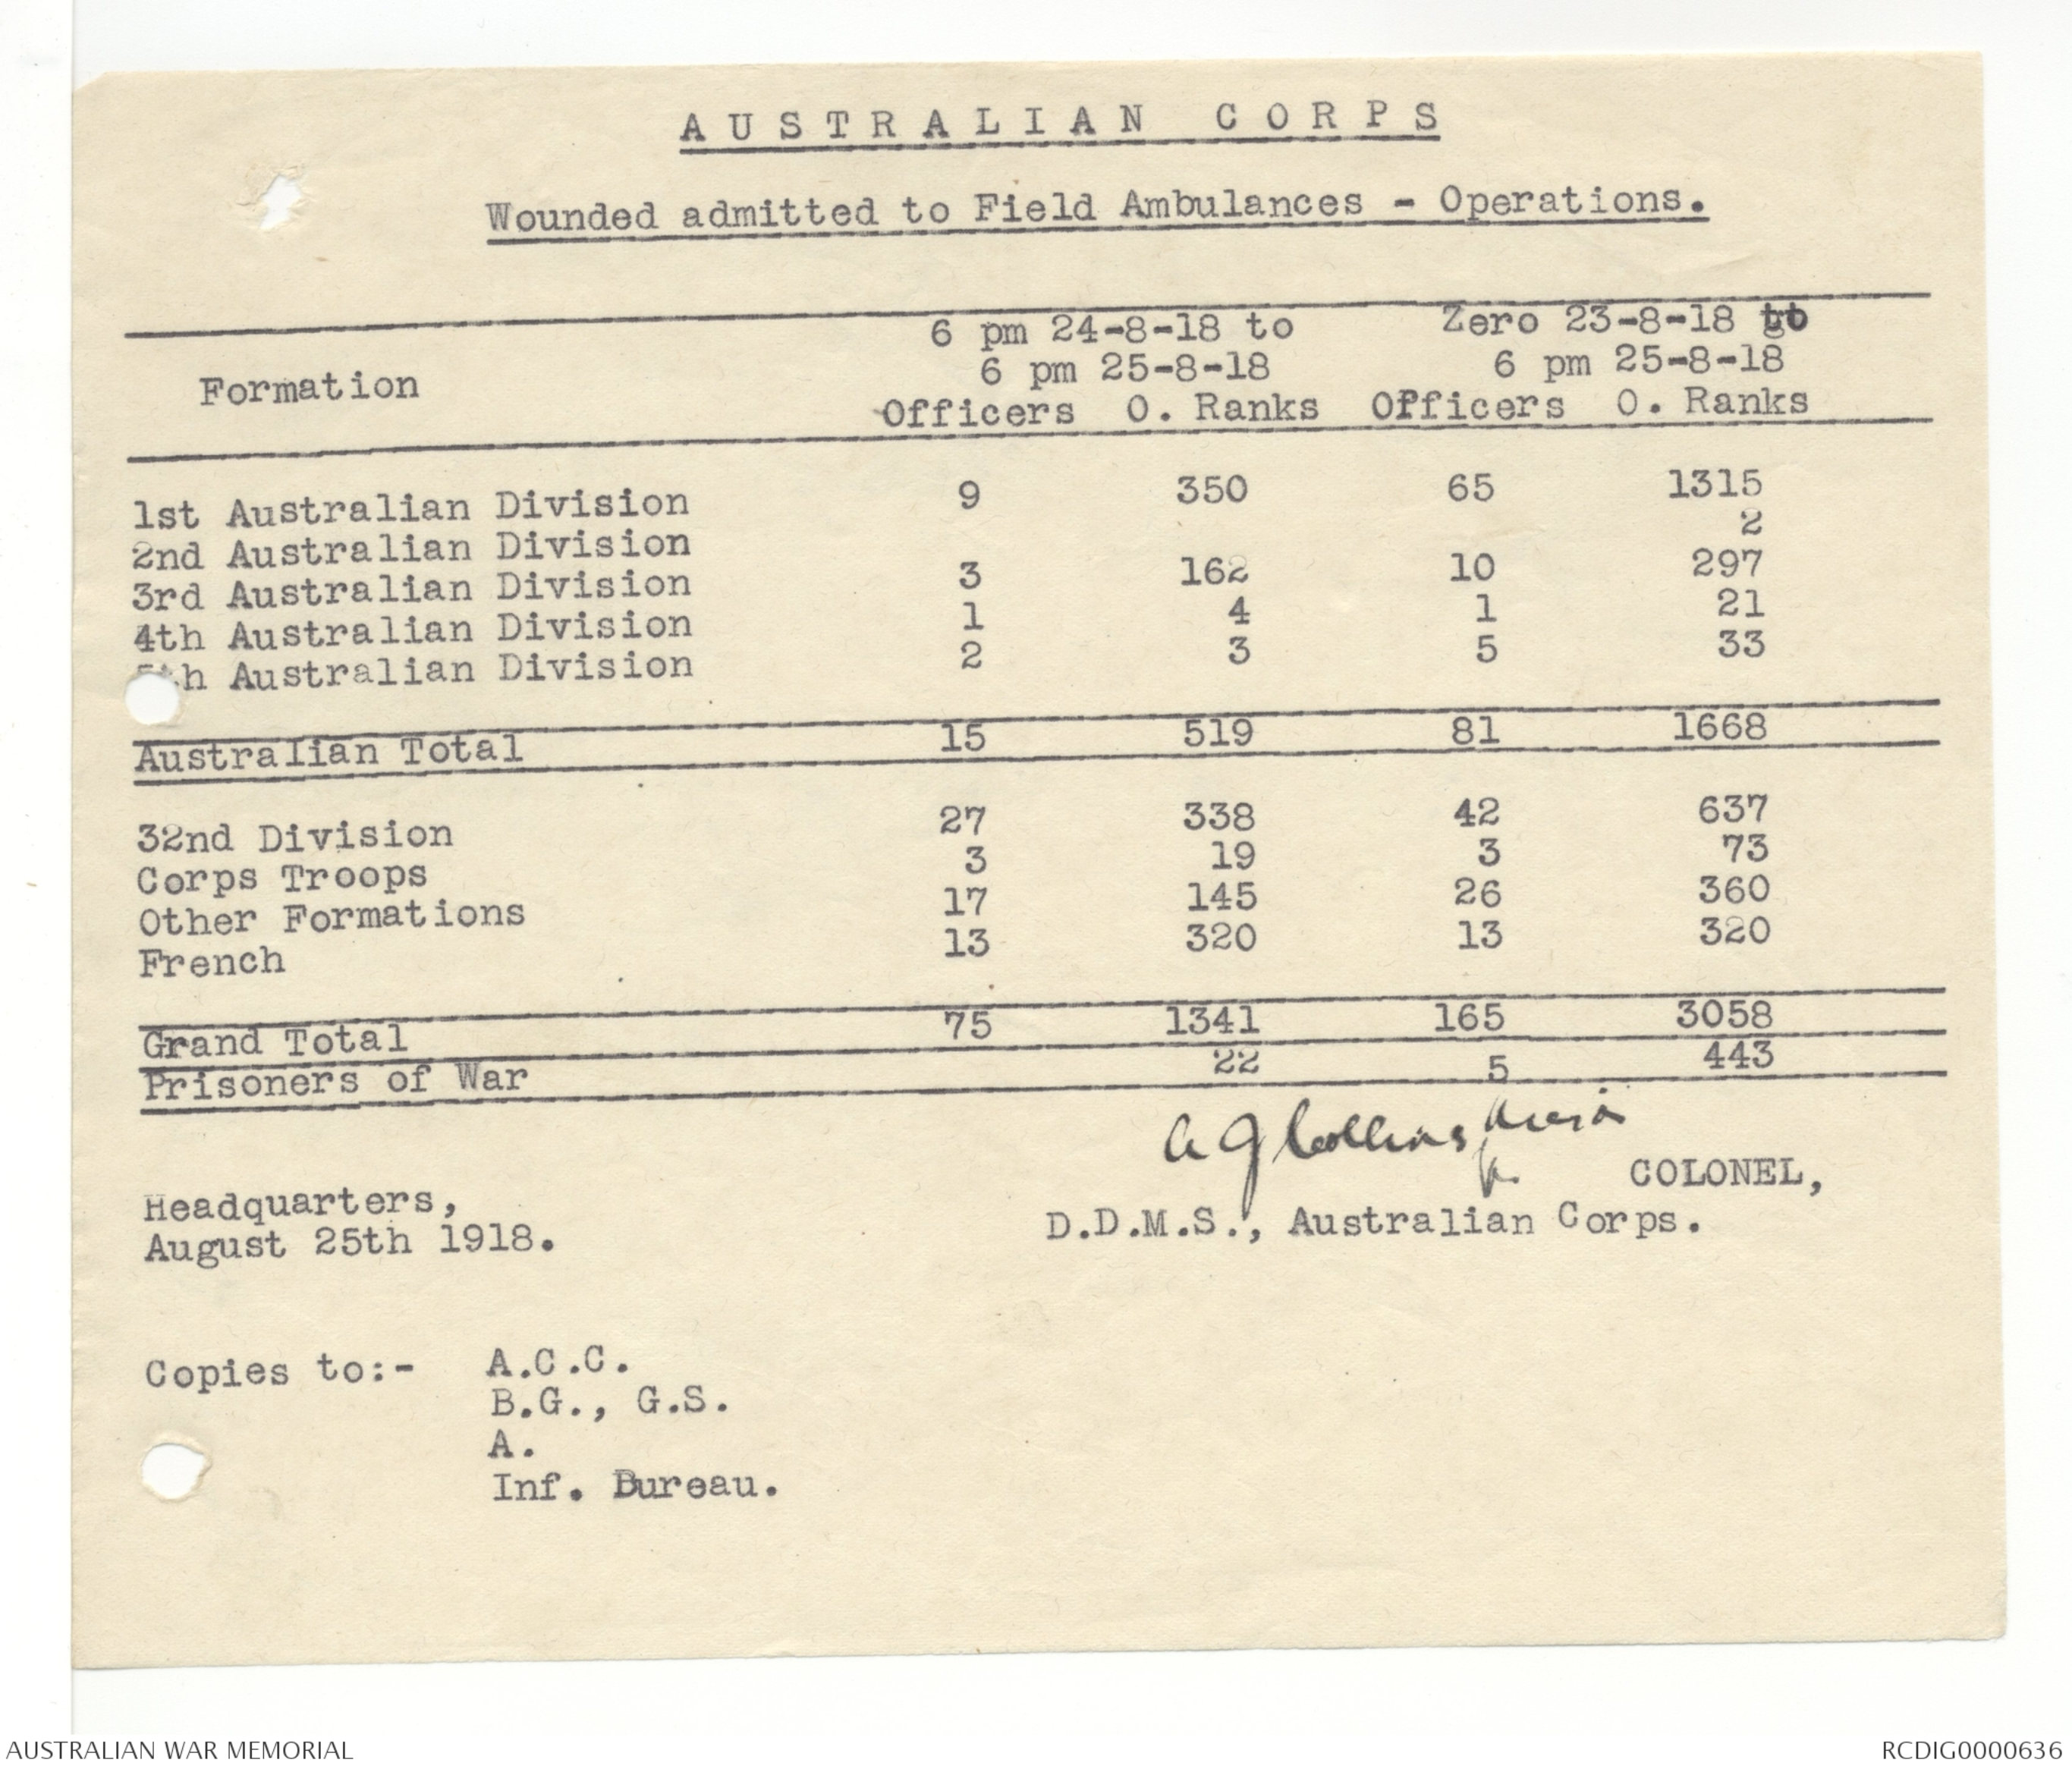 AUSTRALIAN CORPS
Wounded admitted to Field Ambulances - Operations.
6 pm 24-8-18 to Zero 23-8-18 to
6 pm 25-8-18 6 pm 25-8-18
Formation
Officers O. Ranks Officers O. Ranks
1st Australian Division 9 350 65 1315
2nd Australian Division 2
3rd Australian Division 3 162 10 297
4th Australian Division 1 4 1 21
5th Australian Division 2 3 5 33
Australian Total 15 519 81 1668
32nd Division 27 338 42 637
Corps Troops 3 19 3 73
Other Formations 17 145 26 360
French 13 320 13 320
Grand Total 75 1341 165 3058
Prisoners of War 22 5 443
A J Collins Major
fr. COLONEL,
Headquarters, D.D.M.S., Australian Corps.
August 25th 1918.
Copies to:- A.C.C.
B.G., G.S.
A.
Inf. Bureau.
AUSTRALIAN WAR MEMORIAL RCDIG0000636